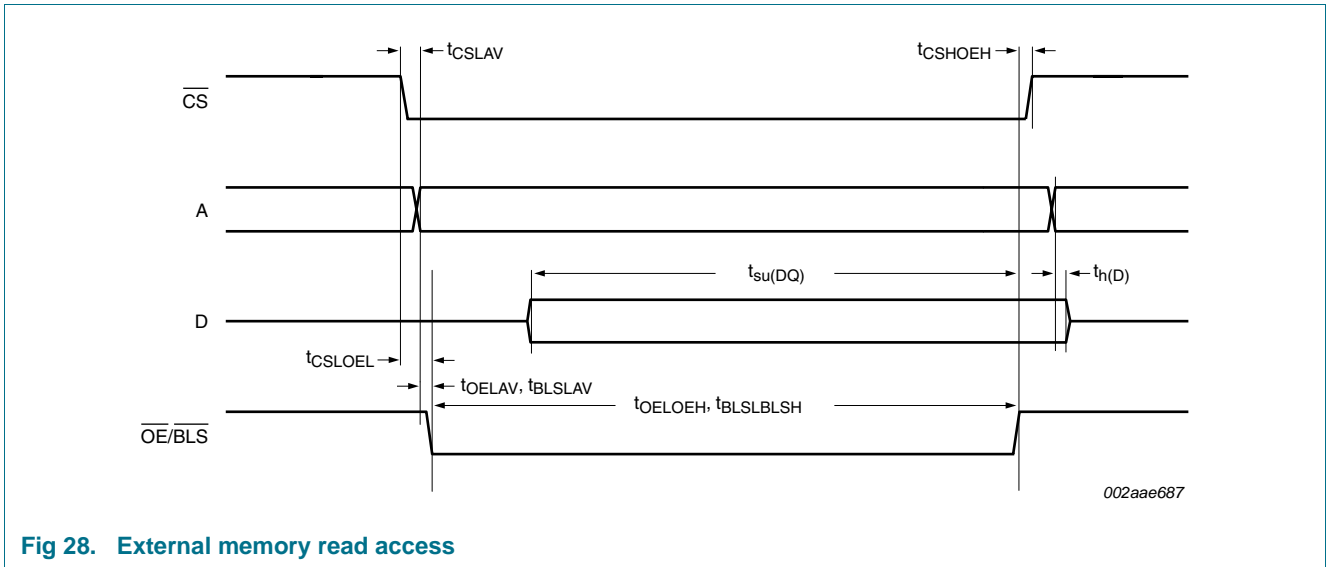 tCSLAV
tCSHOEH
CS
A
tsu(DQ)
th(D)
D
tCSLOEL
tOELAV, tBLSLAV
tOELOEH, tBLSLBLSH
OE/BLS
002aae687
Fig 28. External memory read access